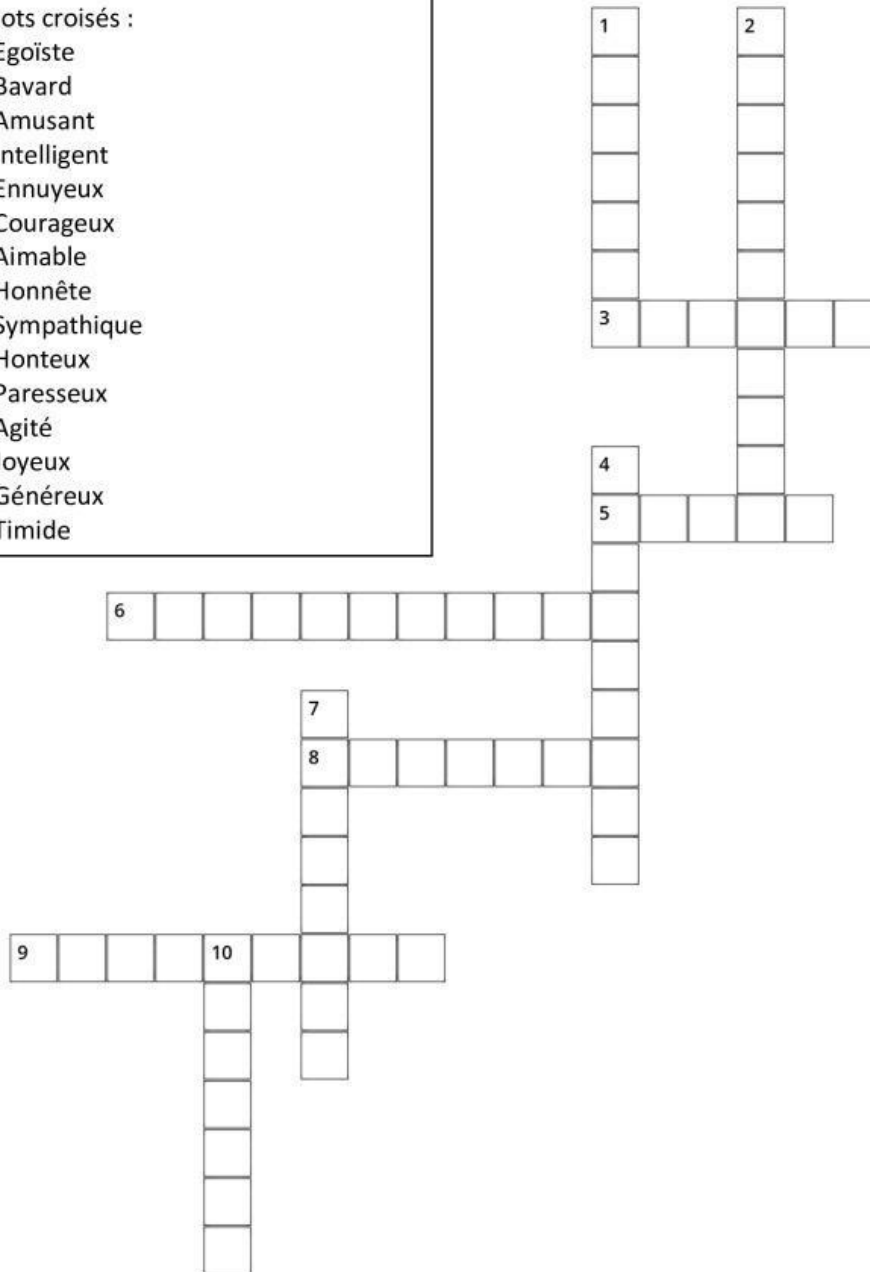 ots croisés :
Egoïste
Bavard
Amusant
ntelligent
Ennuyeux
Courageux
Aimable
Honnête
Sympathique
Honteux
Paresseux
Agité
Joyeux
Généreux
Timide
1 2
3
4
5
6
7
8
9 10